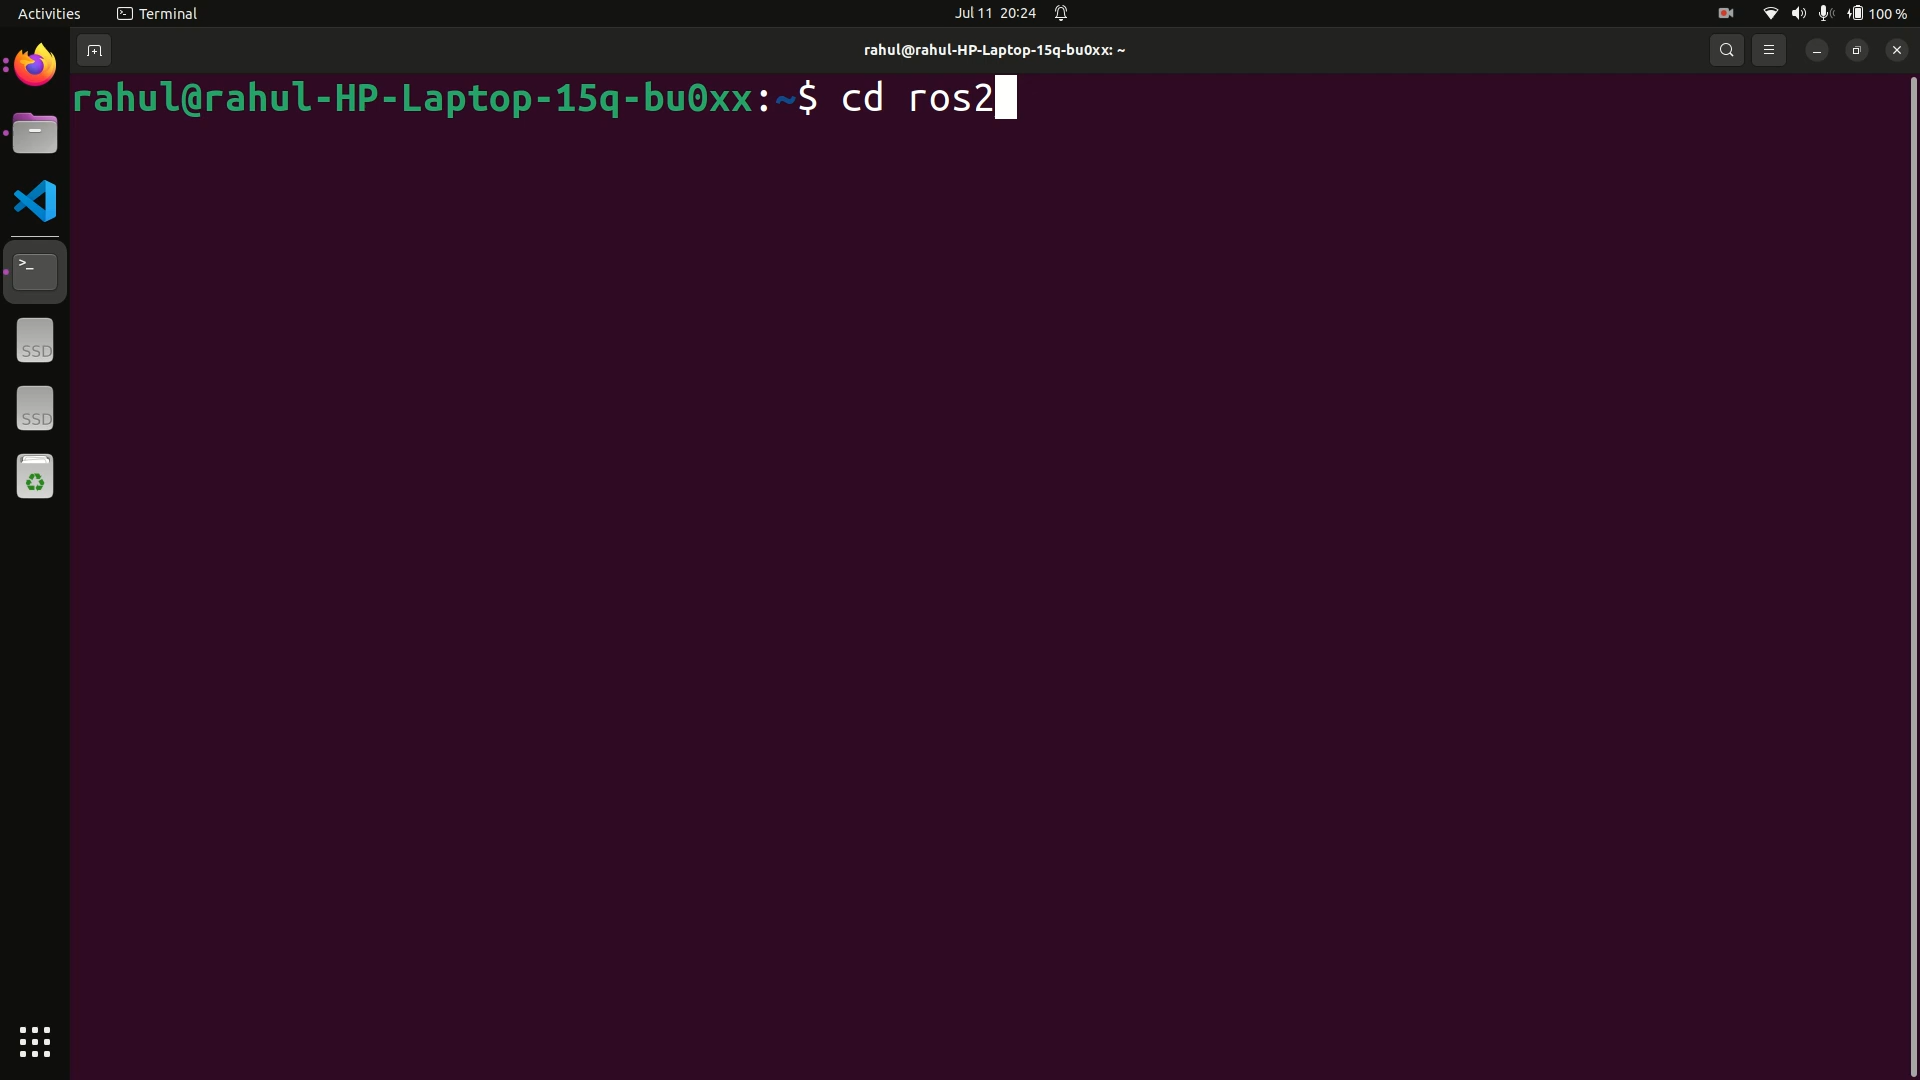 Activities Terminal Jul 11 20:24 100 %
rahul@rahul-HP-Laptop-15q-bu0xx: ~
rahul@rahul-HP-Laptop-15q-bu0xx:~$ cd ros2
>_
SSD
SSD